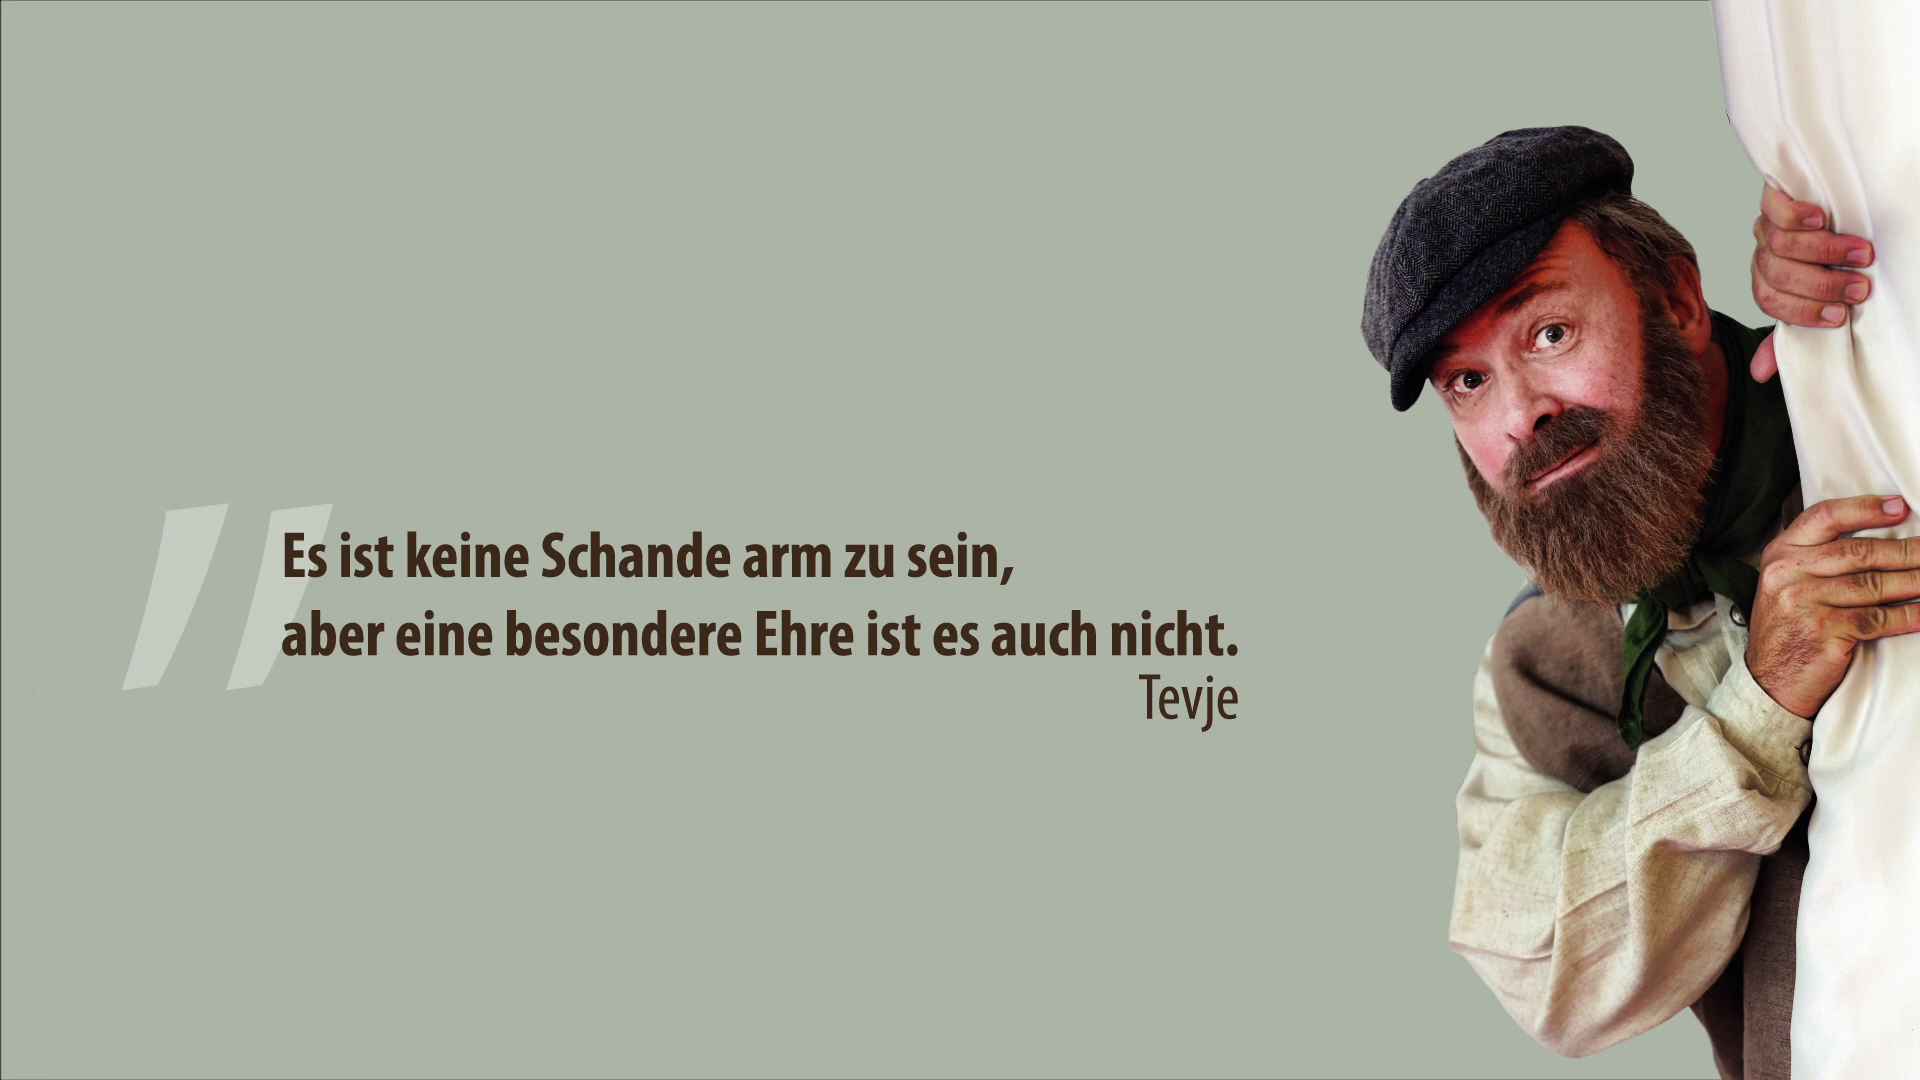 Es ist keine Schande arm zu sein,
aber eine besondere Ehre ist es auch nicht.
Tevje